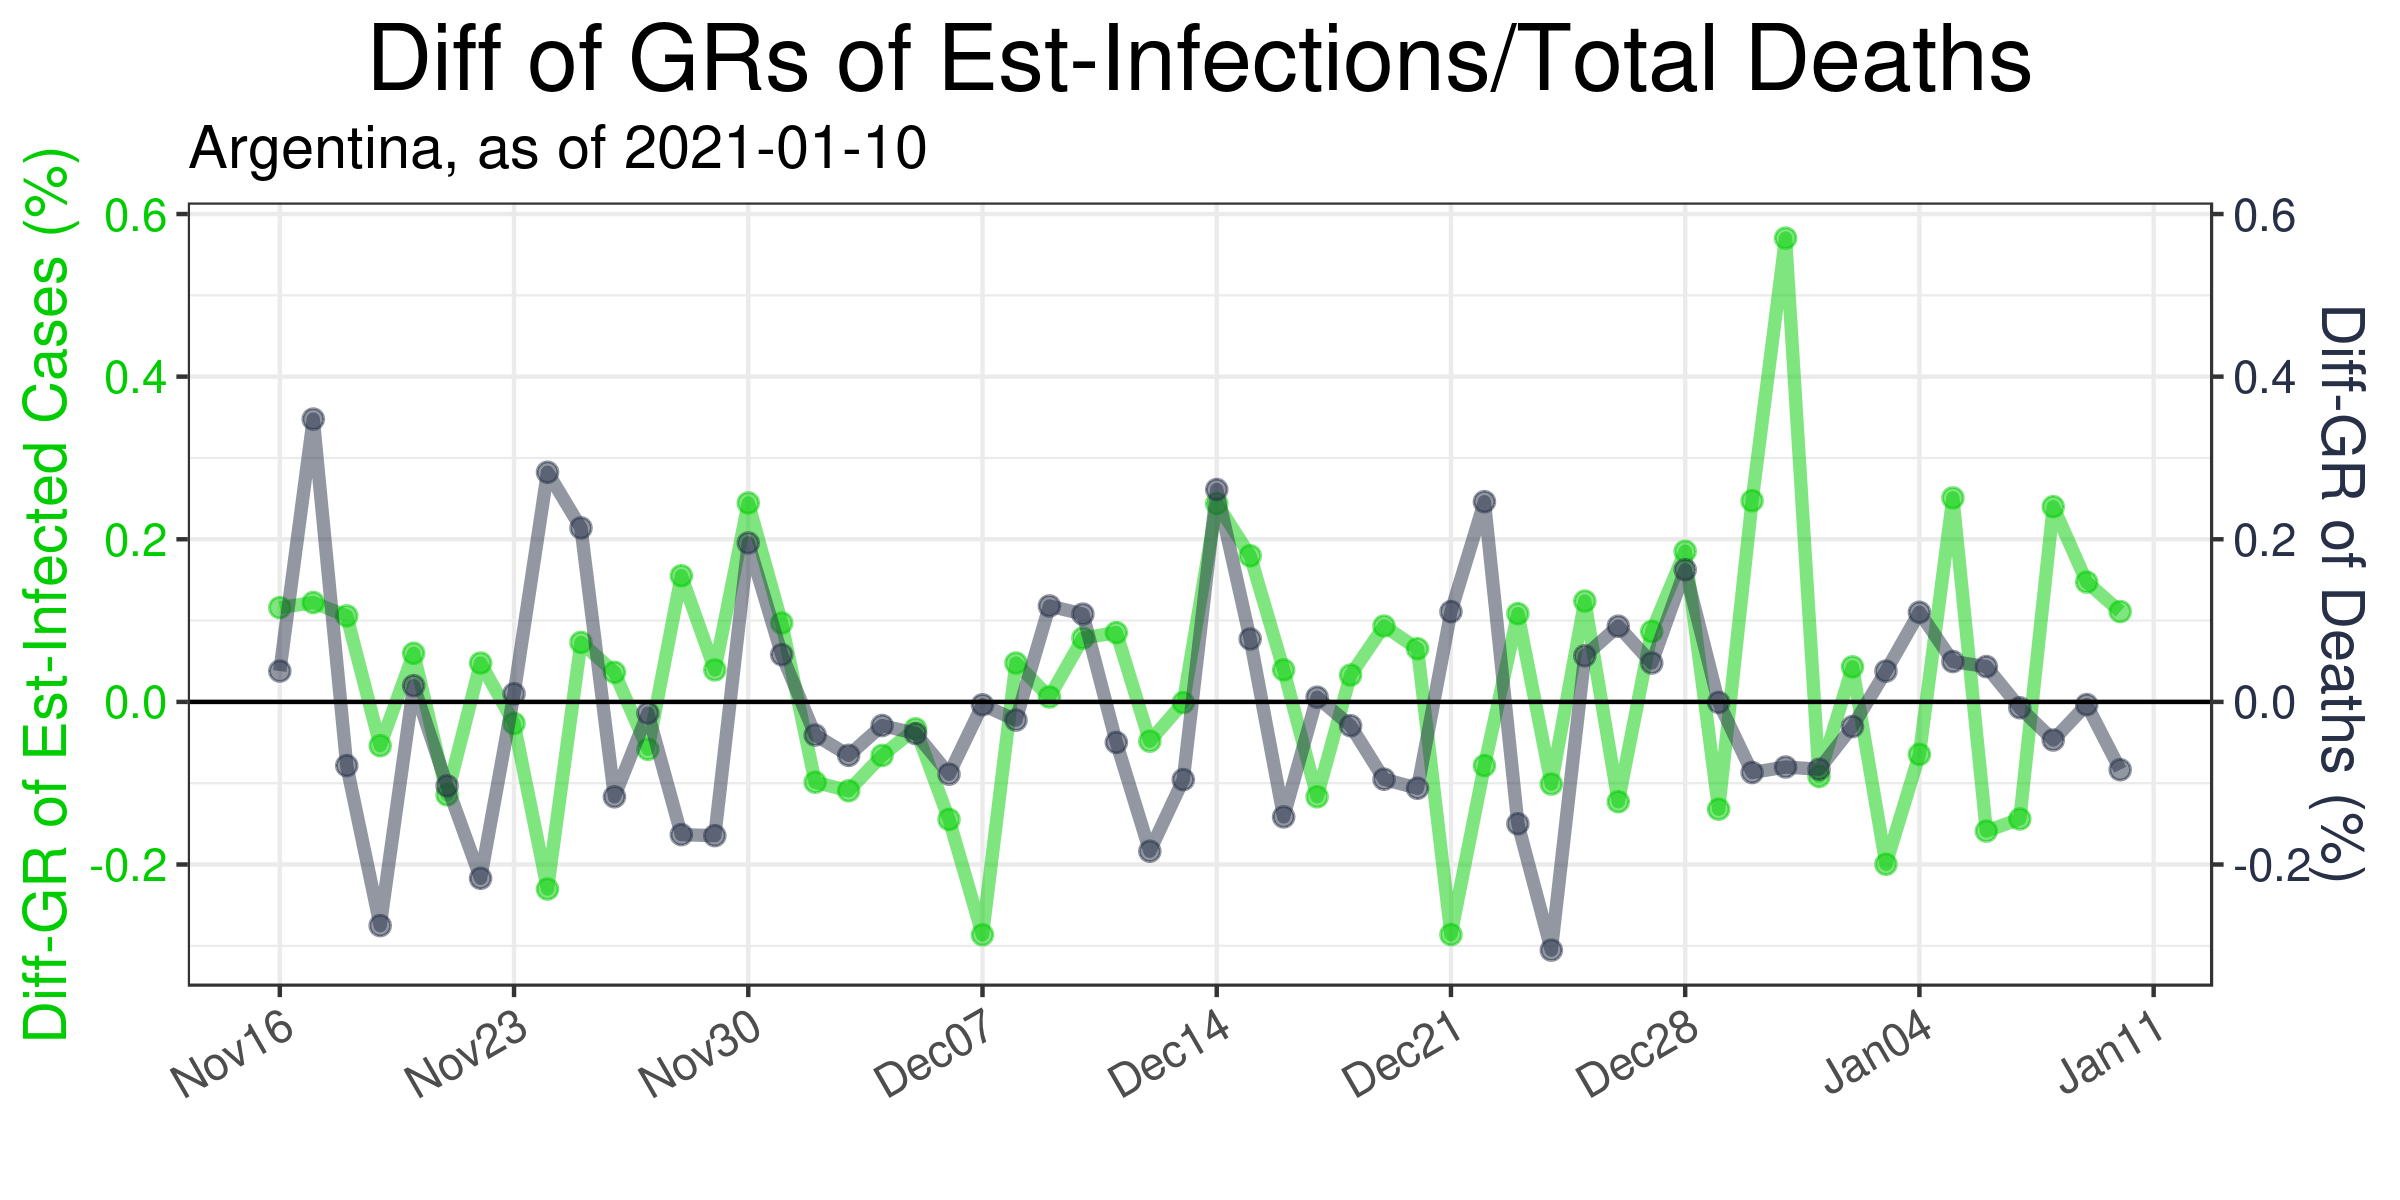 Diff of GRs of Est-Infections/Total Deaths
Argentina, as of 2021-01-10
Diff-GR of Est-Infected Cases (%)
0.6
0.4
0.2
0.0
-0.2
0.6
0.4
0.2
0.0
-0.2
Diff-GR of Deaths (%)
Nov16
Nov23
Nov30
Dec07
Dec14
Dec21
Dec28
Jan04
Jan11